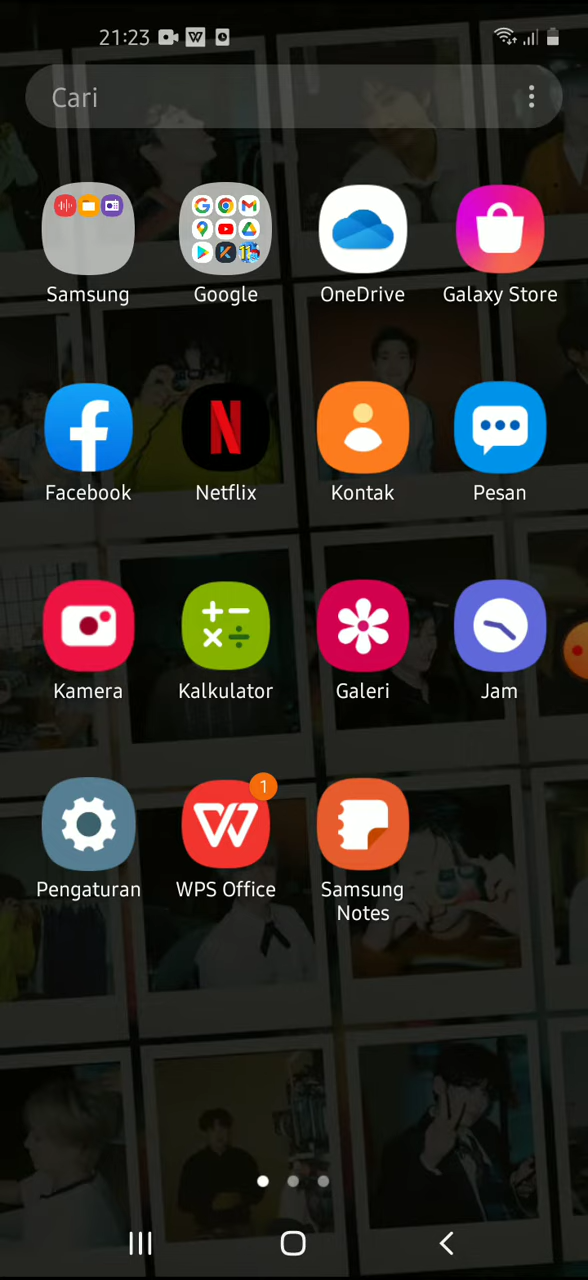 21:23
Cari
Samsung
Google
OneDrive
Galaxy Store
Facebook
Netflix
Kontak
Pesan
Kamera
Kalkulator
Galeri
Jam
1
Pengaturan
WPS Office
Samsung
Notes